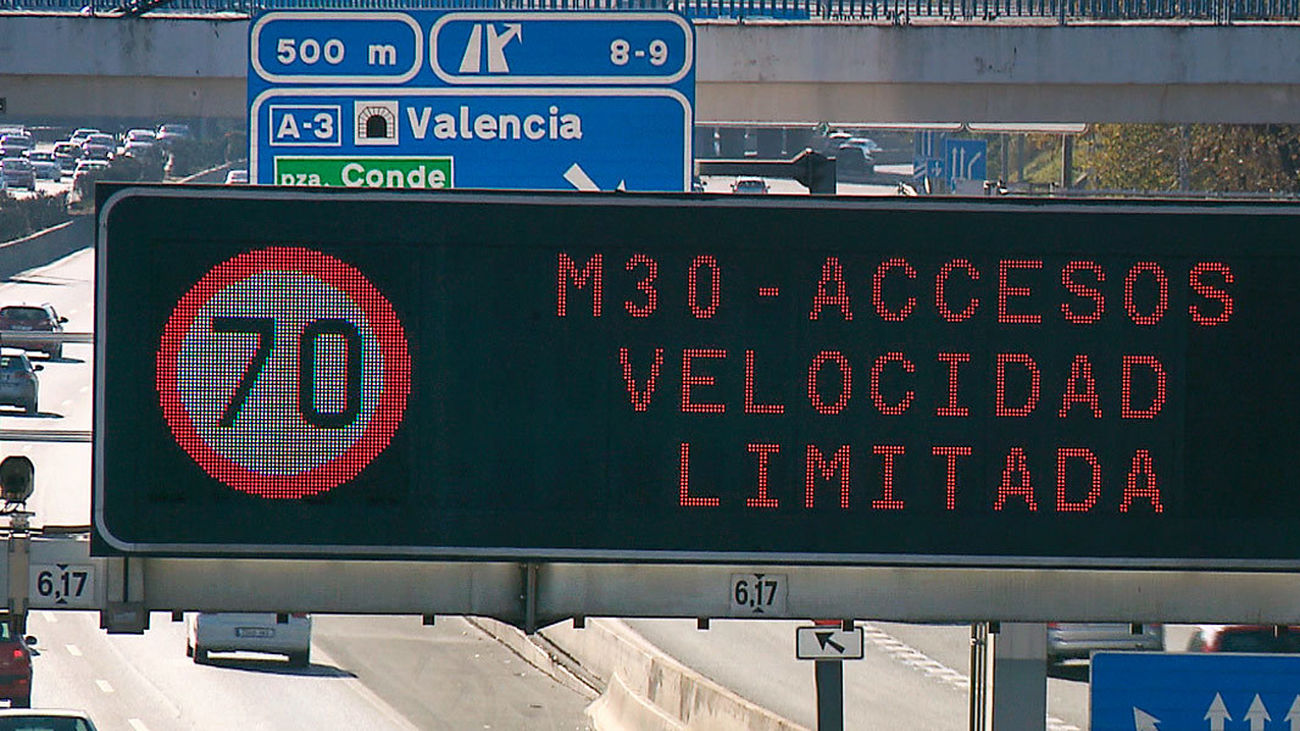 500 m
8-9
A-3 Valencia
pza. Conde
70
M30-ACCESOS
VELOCIDAD
LIMITADA
6,17
6,17